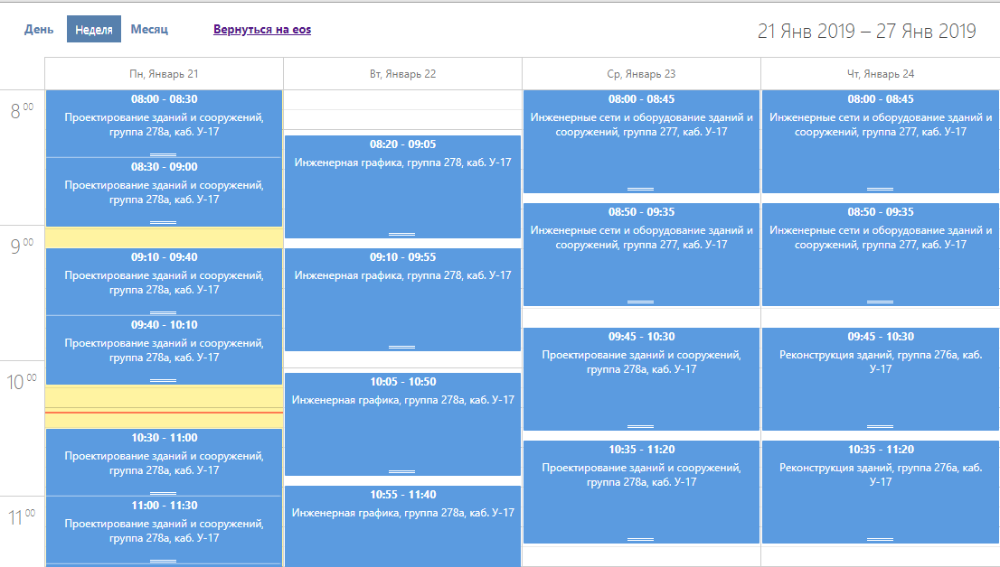 День Неделя Месяц Вернуться на eos 21 Янв 2019 – 27 Янв 2019
Пн, Январь 21
Вт, Январь 22
Ср, Январь 23
Чт, Январь 24
8 00
9 00
10 00
11 00
08:00 - 08:30
Проектирование зданий и сооружений,
группа 278а, каб. У-17
08:30 - 09:00
Проектирование зданий и сооружений,
группа 278а, каб. У-17
09:10 - 09:40
Проектирование зданий и сооружений,
группа 278а, каб. У-17
09:40 - 10:10
Проектирование зданий и сооружений,
группа 278а, каб. У-17
10:30 - 11:00
Проектирование зданий и сооружений,
группа 278а, каб. У-17
11:00 - 11:30
Проектирование зданий и сооружений,
группа 278а, каб. У-17
08:20 - 09:05
Инженерная графика, группа 278, каб. У-17
09:10 - 09:55
Инженерная графика, группа 278, каб. У-17
10:05 - 10:50
Инженерная графика, группа 278а, каб. У-17
10:55 - 11:40
Инженерная графика, группа 278а, каб. У-17
08:00 - 08:45
Инженерные сети и оборудование зданий и
сооружений, группа 277, каб. У-17
08:50 - 09:35
Инженерные сети и оборудование зданий и
сооружений, группа 277, каб. У-17
09:45 - 10:30
Проектирование зданий и сооружений,
группа 278а, каб. У-17
10:35 - 11:20
Проектирование зданий и сооружений,
группа 278а, каб. У-17
08:00 - 08:45
Инженерные сети и оборудование зданий и
сооружений, группа 277, каб. У-17
08:50 - 09:35
Инженерные сети и оборудование зданий и
сооружений, группа 277, каб. У-17
09:45 - 10:30
Реконструкция зданий, группа 276а, каб.
У-17
10:35 - 11:20
Реконструкция зданий, группа 276а, каб.
У-17